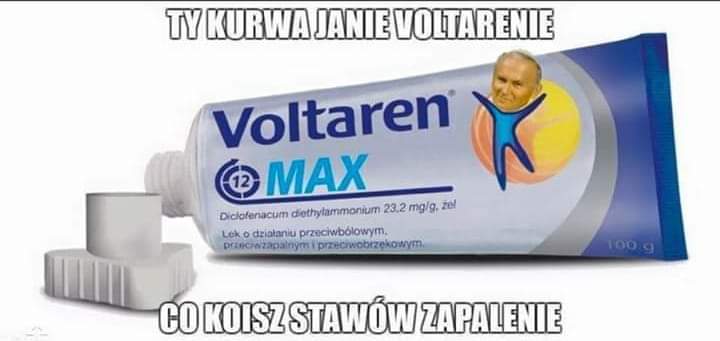 TY KURWA JANIE VOLTARENIE
Voltaren®
12 MAX
Diclofenacum diethylammonium 23,2 mg/g, żel
Lek o działaniu przeciwbólowym,
przeciwzapalnym i przeciwobrzękowym.
100 g
CO KOISZ STAWÓW ZAPALENIE